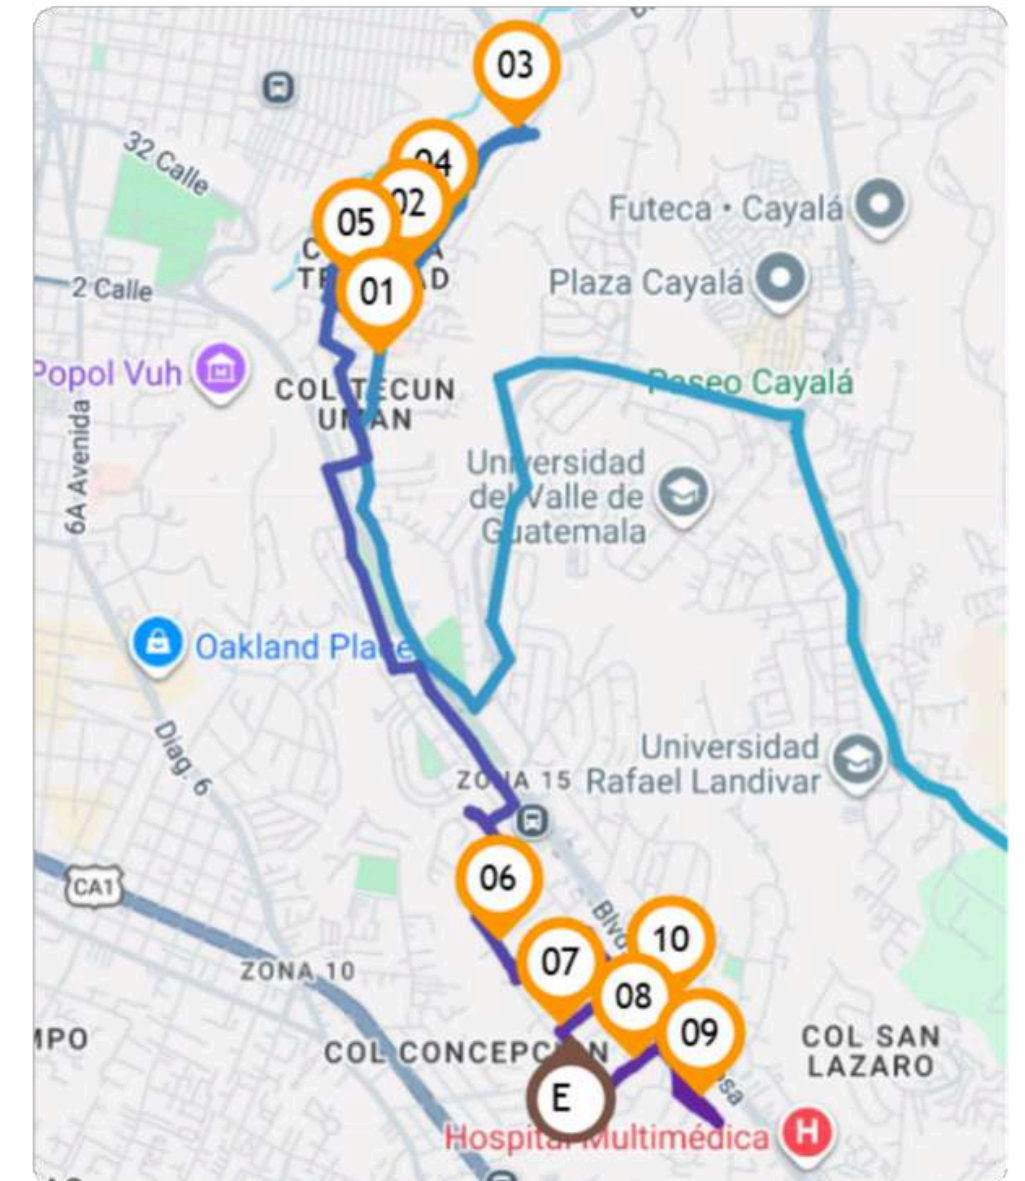 03
32 Calle
04
02
05
Futeca • Cayalá
2 Calle
01
Plaza Cayalá
Popol Vuh
COL TECUN
UMAN
Paseo Cayalá
6A Avenida
Universidad
del Valle de
Guatemala
Oakland Place
Diag. 6
ZONA 15
Universidad
Rafael Landivar
06
CA1
Blvd
10
07
08
ZONA 10
09
COL CONCEPCION
COL SAN
LAZARO
E
Hospital Multimédica
H